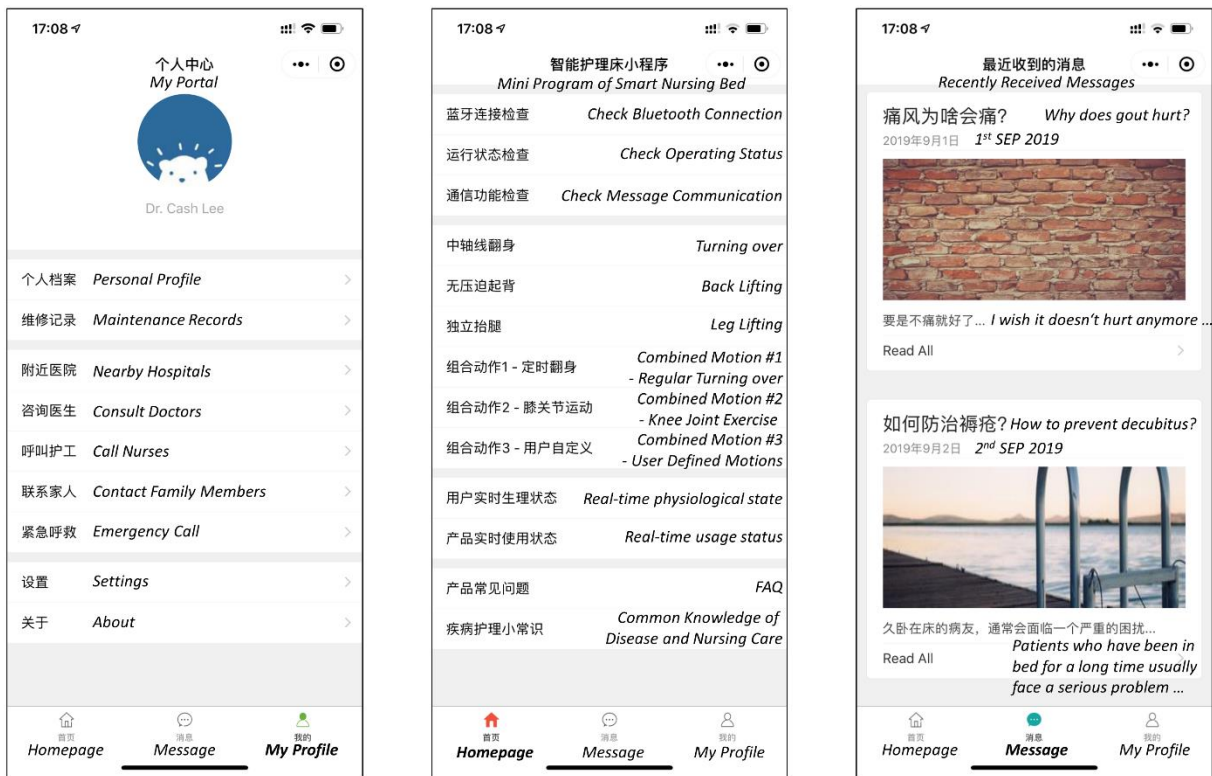 17:08
个人中心
My Portal
Dr. Cash Lee
个人档案 Personal Profile
维修记录 Maintenance Records
附近医院 Nearby Hospitals
咨询医生 Consult Doctors
呼叫护工 Call Nurses
联系家人 Contact Family Members
紧急呼救 Emergency Call
设置 Settings
关于 About
首页 消息 我的
Homepage Message My Profile
17:08
智能护理床小程序
Mini Program of Smart Nursing Bed
蓝牙连接检查 Check Bluetooth Connection
运行状态检查 Check Operating Status
通信功能检查 Check Message Communication
中轴线翻身 Turning over
无压迫起背 Back Lifting
独立抬腿 Leg Lifting
组合动作1 - 定时翻身 Combined Motion #1
- Regular Turning over
组合动作2 - 膝关节运动 Combined Motion #2
- Knee Joint Exercise
组合动作3 - 用户自定义 Combined Motion #3
- User Defined Motions
用户实时生理状态 Real-time physiological state
产品实时使用状态 Real-time usage status
产品常见问题 FAQ
疾病护理小常识 Common Knowledge of
Disease and Nursing Care
首页 消息 我的
Homepage Message My Profile
17:08
最近收到的消息
Recently Received Messages
痛风为啥会痛? Why does gout hurt?
2019年9月1日 1st SEP 2019
要是不痛就好了... I wish it doesn't hurt anymore ...
Read All
如何防治褥疮? How to prevent decubitus?
2019年9月2日 2nd SEP 2019
久卧在床的病友，通常会面临一个严重的困扰...
Patients who have been in
Read All bed for a long time usually
face a serious problem ...
首页 消息 我的
Homepage Message My Profile